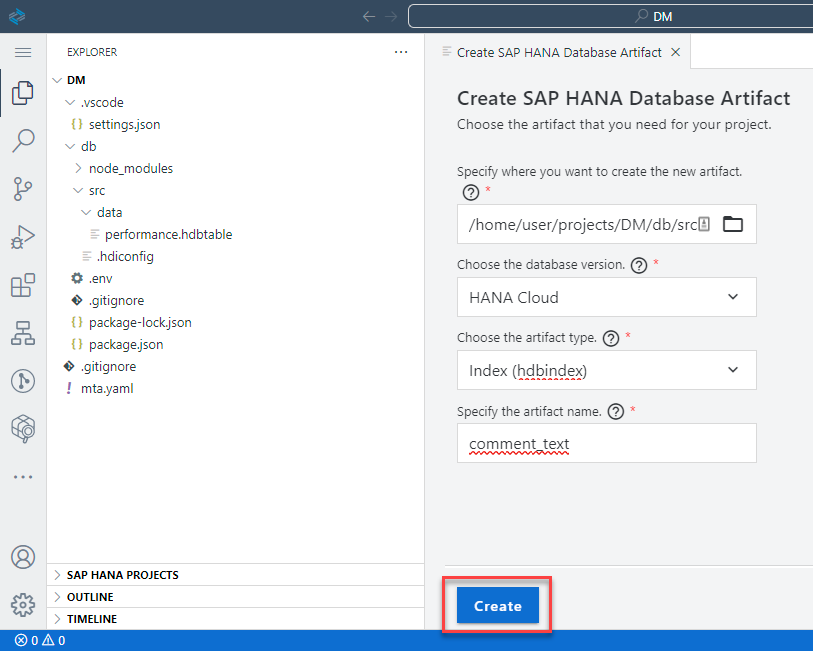 DM
EXPLORER
Create SAP HANA Database Artifact
DM
.vscode
{} settings.json
db
node_modules
src
data
performance.hdbtable
.hdiconfig
.env
.gitignore
{} package-lock.json
{} package.json
.gitignore
! mta.yaml
SAP HANA PROJECTS
OUTLINE
TIMELINE
Create SAP HANA Database Artifact
Choose the artifact that you need for your project.
Specify where you want to create the new artifact.
? *
/home/user/projects/DM/db/src
Choose the database version. ? *
HANA Cloud
Choose the artifact type. ? *
Index (hdbindex)
Specify the artifact name. ? *
comment_text
Create
0 0